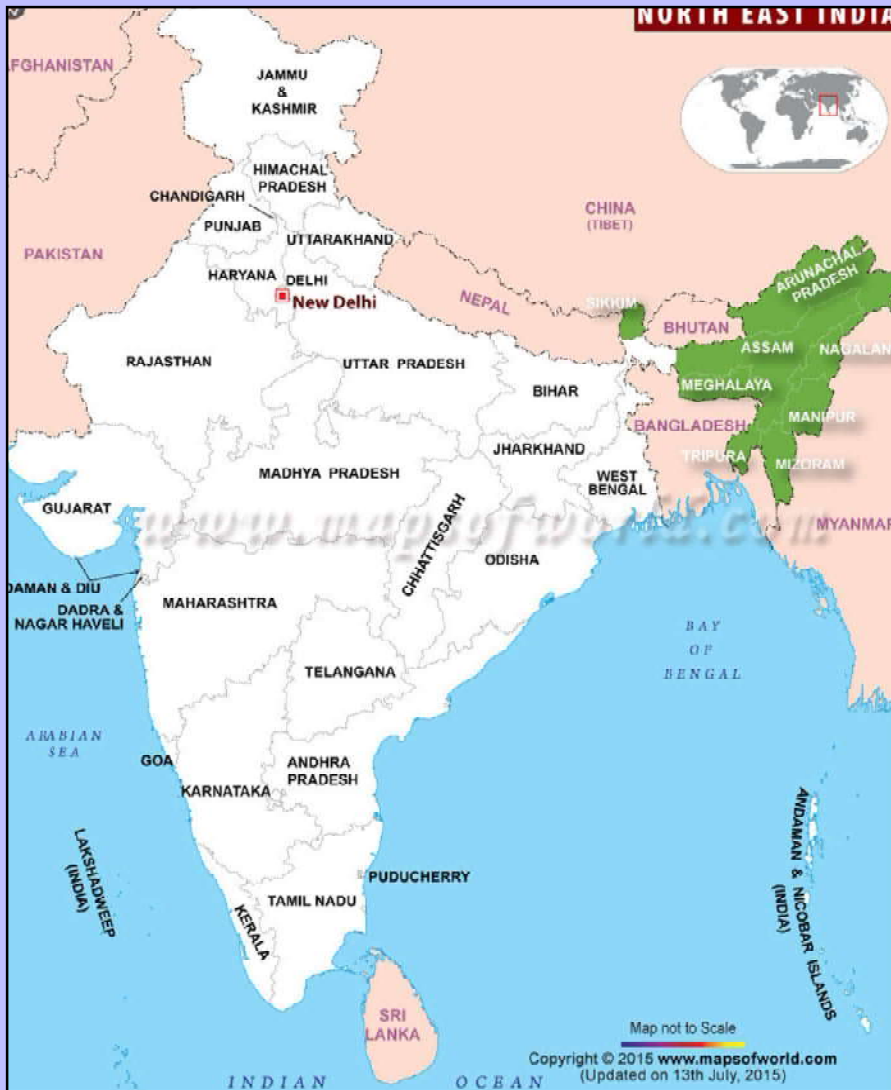 NORTH EAST INDIA
AFGHANISTAN
JAMMU
&
KASHMIR
HIMACHAL
PRADESH
CHANDIGARH
PUNJAB
UTTARAKHAND
CHINA
(TIBET)
PAKISTAN
HARYANA
DELHI
New Delhi
NEPAL
SIKKIM
BHUTAN
ARUNACHAL
PRADESH
ASSAM
NAGALAN
RAJASTHAN
UTTAR PRADESH
BIHAR
MEGHALAYA
MANIPUR
BANGLADESH
JHARKHAND
TRIPURA
MIZORAM
MADHYA PRADESH
WEST
BENGAL
GUJARAT
CHHATTISGARH
www.mapsofworld.com
MYANMAR
ODISHA
DAMAN & DIU
DADRA &
NAGAR HAVELI
MAHARASHTRA
BAY
OF
BENGAL
TELANGANA
ARABIAN
SEA
GOA
KARNATAKA
ANDHRA
PRADESH
LAKSHADWEEP
(INDIA)
PUDUCHERRY
TAMIL NADU
KERALA
ANDAMAN & NICOBAR ISLANDS
(INDIA)
SRI
LANKA
Map not to Scale
Copyright © 2015 www.mapsofworld.com
(Updated on 13th July, 2015)
INDIAN OCEAN